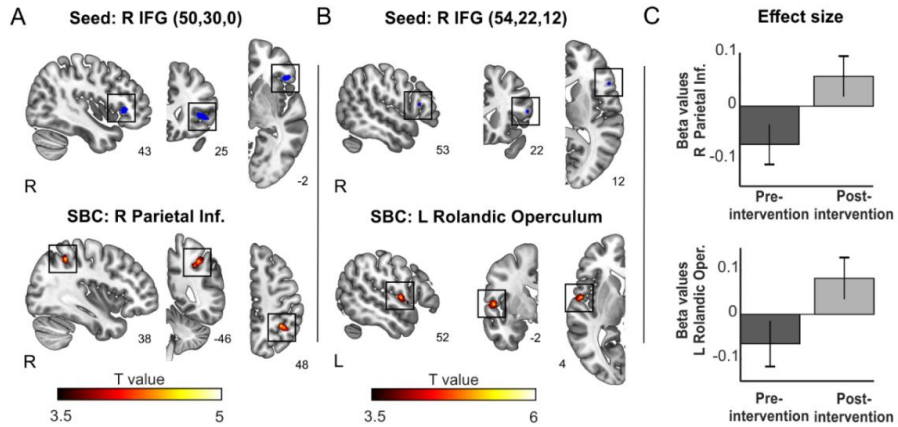 A
Seed: R IFG (50,30,0)
43
25
-2
R
SBC: R Parietal Inf.
38
-46
48
R
T value
3.5
5
B
Seed: R IFG (54,22,12)
53
22
12
R
SBC: L Rolandic Operculum
52
-2
4
L
T value
3.5
6
C
Effect size
Beta values
R Parietal Inf.
0.1
0
-0.1
Pre-
intervention
Post-
intervention
Beta values
L Rolandic Oper.
0.1
0
-0.1
Pre-
intervention
Post-
intervention